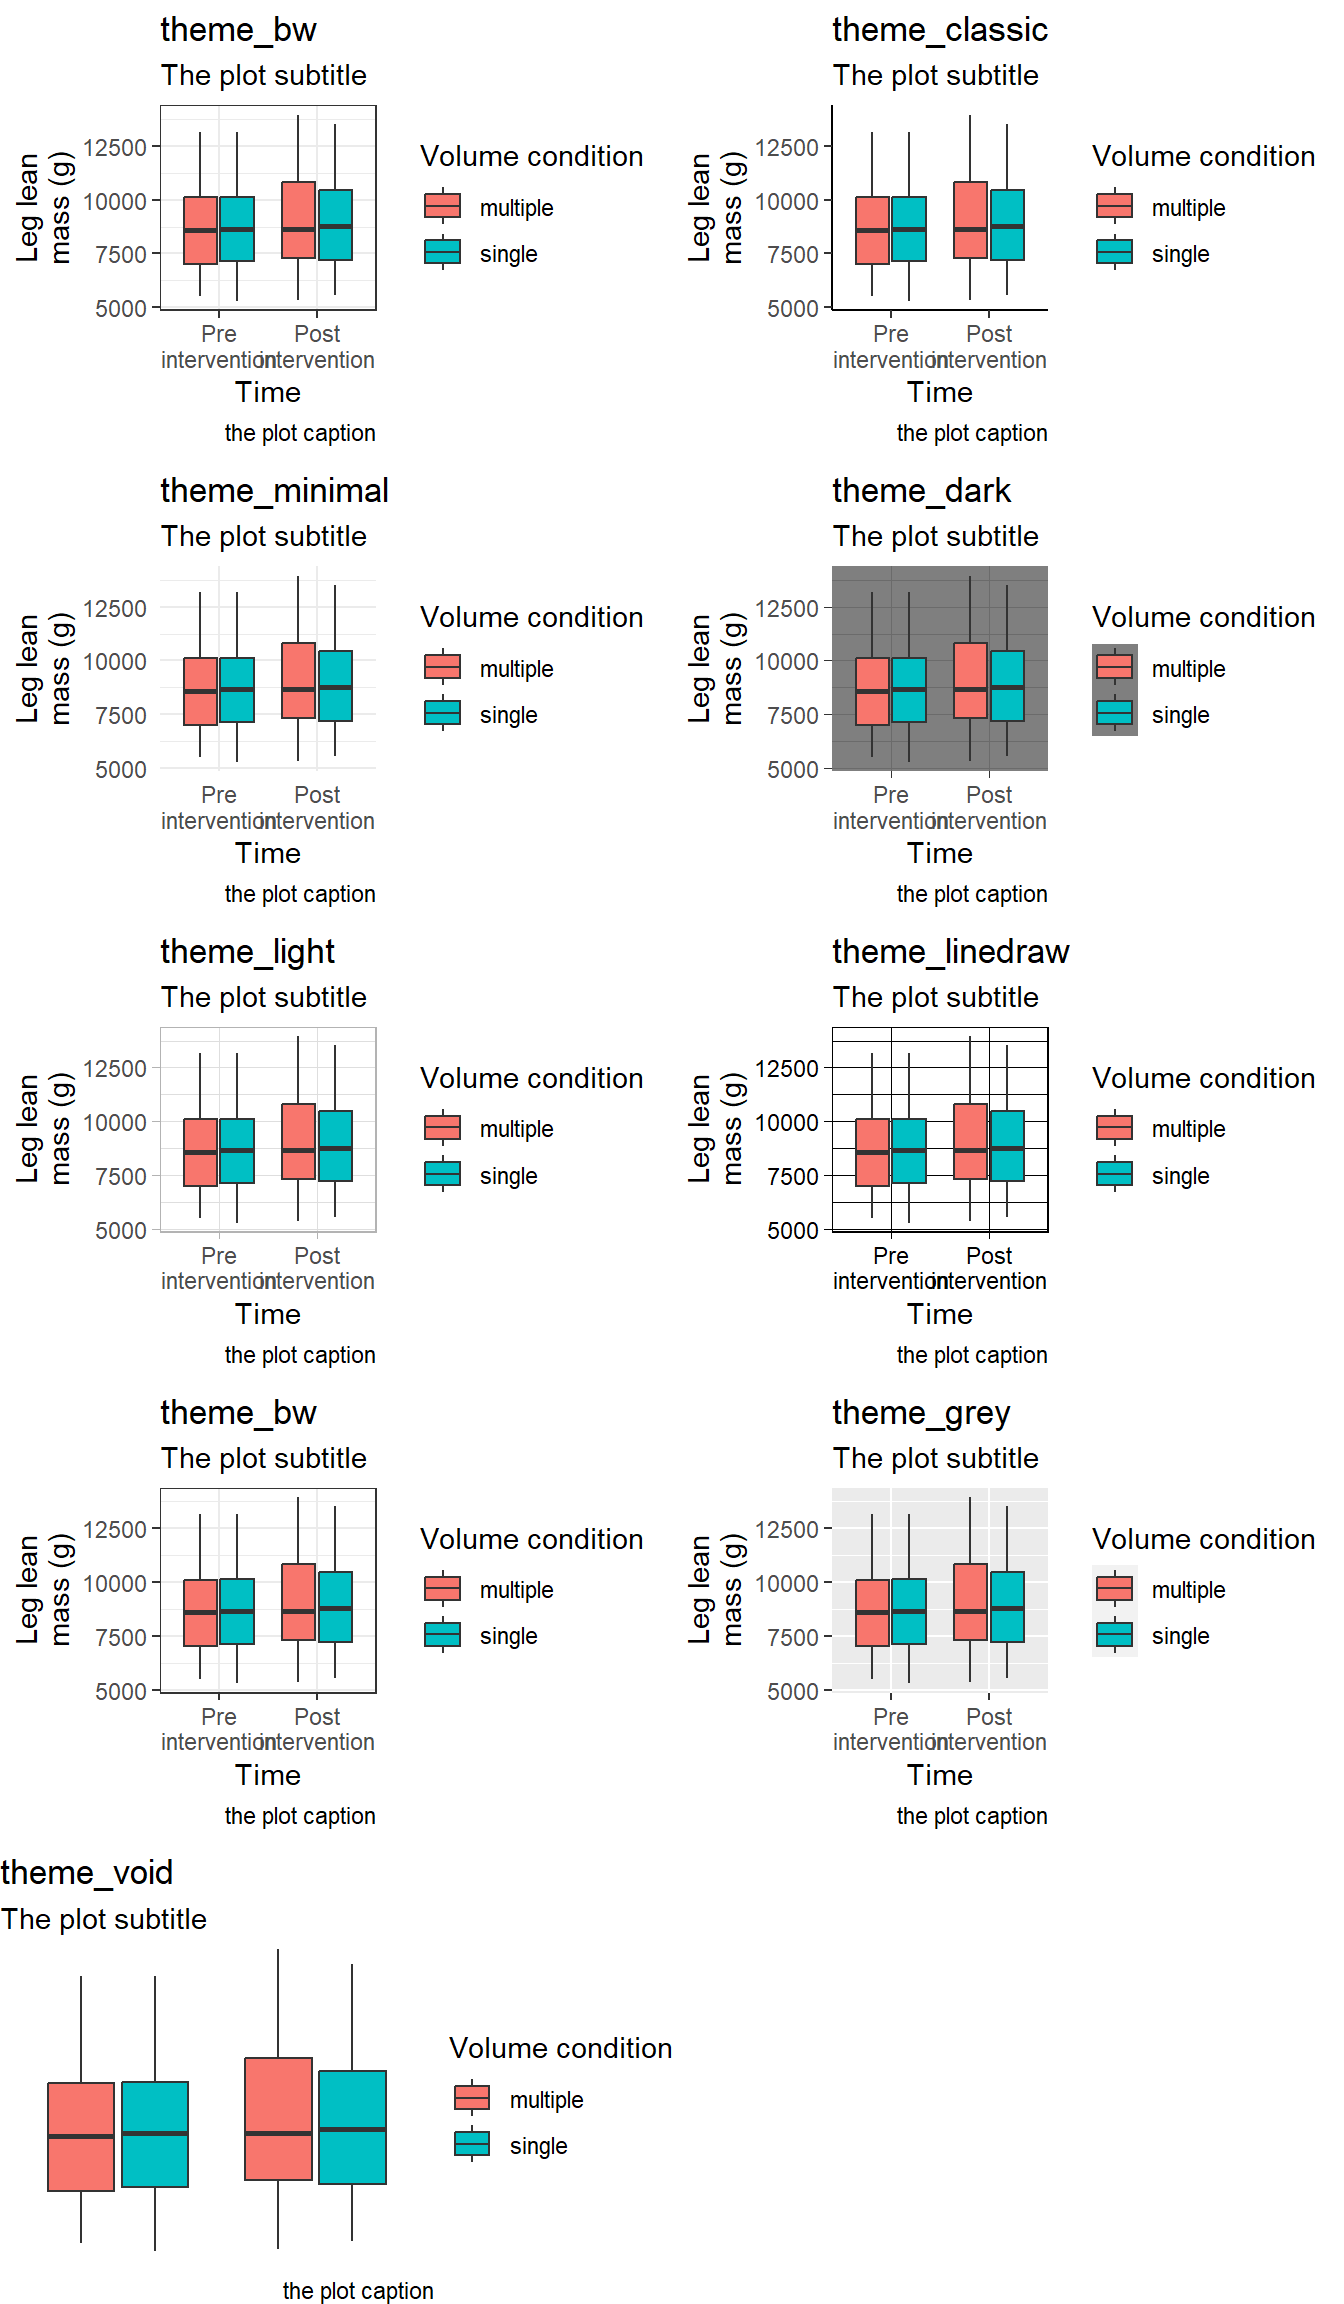 theme_bw
The plot subtitle
Leg lean
mass (g)
12500
10000
7500
5000
Pre
intervention
Post
intervention
Time
the plot caption
Volume condition
multiple
single
theme_classic
The plot subtitle
Leg lean
mass (g)
12500
10000
7500
5000
Pre
intervention
Post
intervention
Time
the plot caption
Volume condition
multiple
single
theme_minimal
The plot subtitle
Leg lean
mass (g)
12500
10000
7500
5000
Pre
intervention
Post
intervention
Time
the plot caption
Volume condition
multiple
single
theme_dark
The plot subtitle
Leg lean
mass (g)
12500
10000
7500
5000
Pre
intervention
Post
intervention
Time
the plot caption
Volume condition
multiple
single
theme_light
The plot subtitle
Leg lean
mass (g)
12500
10000
7500
5000
Pre
intervention
Post
intervention
Time
the plot caption
Volume condition
multiple
single
theme_linedraw
The plot subtitle
Leg lean
mass (g)
12500
10000
7500
5000
Pre
intervention
Post
intervention
Time
the plot caption
Volume condition
multiple
single
theme_bw
The plot subtitle
Leg lean
mass (g)
12500
10000
7500
5000
Pre
intervention
Post
intervention
Time
the plot caption
Volume condition
multiple
single
theme_grey
The plot subtitle
Leg lean
mass (g)
12500
10000
7500
5000
Pre
intervention
Post
intervention
Time
the plot caption
Volume condition
multiple
single
theme_void
The plot subtitle
Volume condition
multiple
single
the plot caption